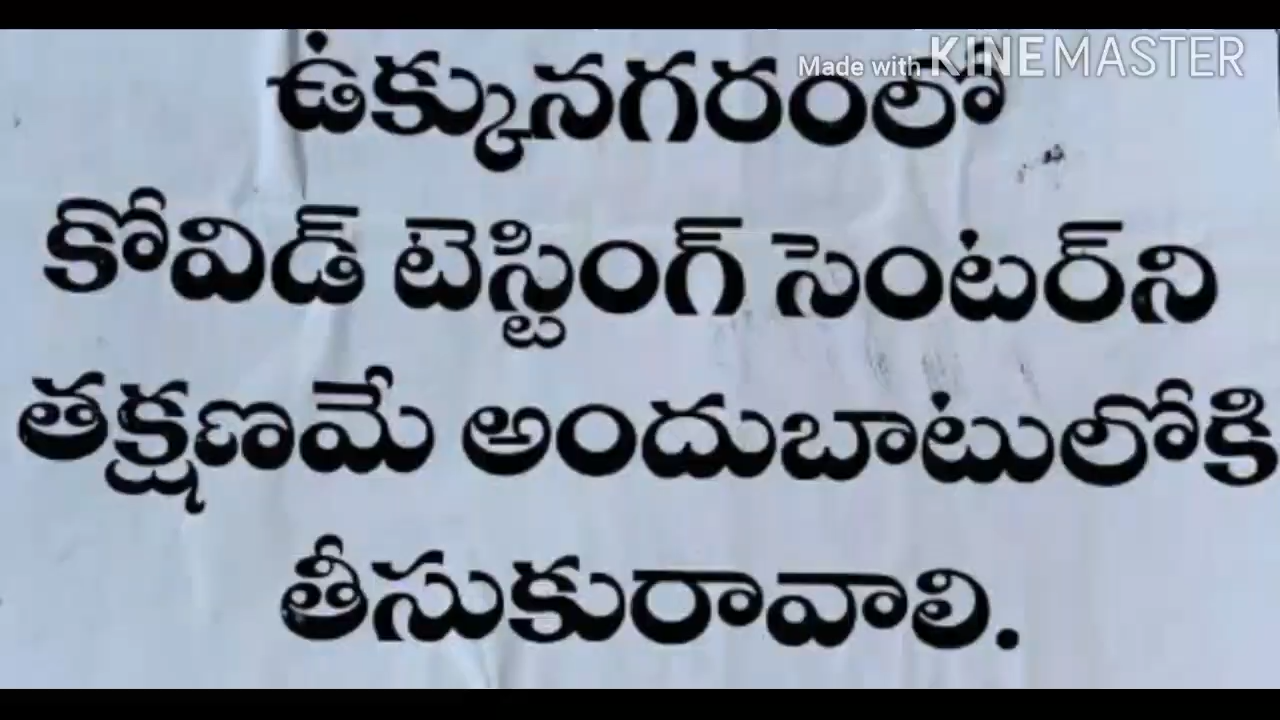 Made with KINEMASTER
ఉక్కునగరంలో
కోవిడ్ టెస్టింగ్ సెంటర్‌ని
తక్షణమే అందుబాటులోకి
తీసుకురావాలి.